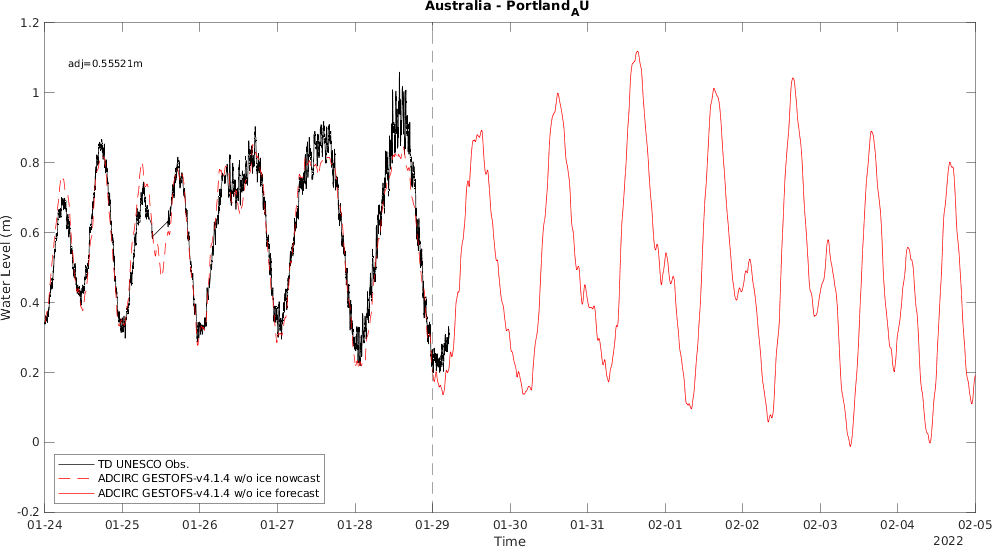 Australia - Portland_AU
adj=0.55521m
1.2
1
0.8
0.6
0.4
0.2
0
-0.2
Water Level (m)
TD UNESCO Obs.
ADCIRC GESTOFS-v4.1.4 w/o ice nowcast
ADCIRC GESTOFS-v4.1.4 w/o ice forecast
01-24 01-25 01-26 01-27 01-28 01-29 01-30 01-31 02-01 02-02 02-03 02-04 02-05
Time
2022